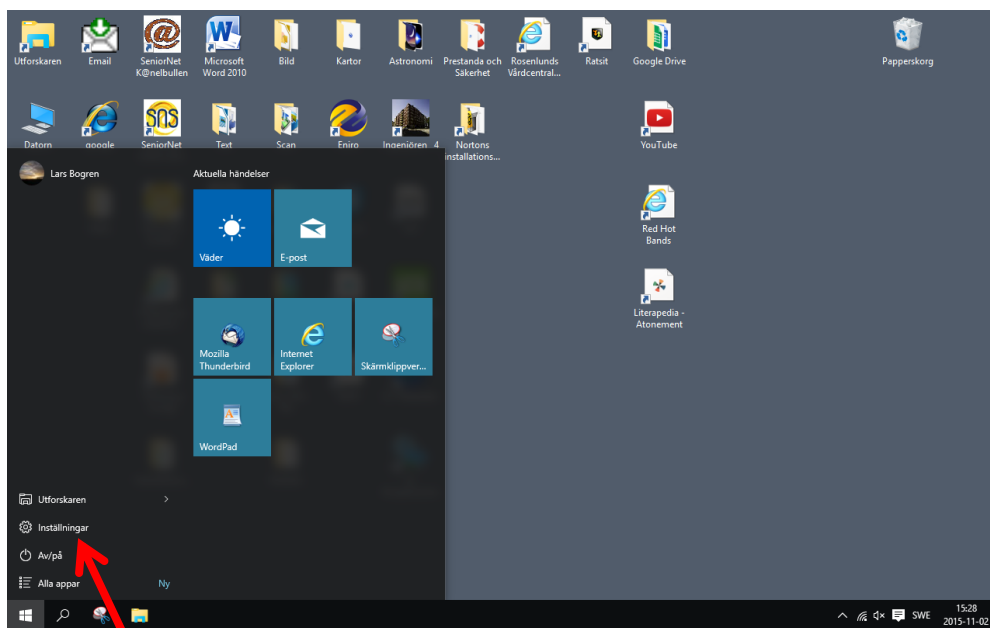 Utforskaren
Email
SeniorNet
K@nelbullen
Microsoft
Word 2010
Bild
Kartor
Astronomi
Prestanda och
Säkerhet
Rosenlunds
Vårdcentral...
Ratsit
Google Drive
Papperskorg
Datorn
google
SOS
SeniorNet
Text
Scan
Eniro
Ingeniören_4
Nortons
installations...
YouTube
Lars Bogren
Aktuella händelser
Väder
E-post
Red Hot
Bands
Mozilla
Thunderbird
Internet
Explorer
Skärmklippver...
Literapedia -
Atonement
WordPad
Utforskaren
Inställningar
Av/på
Alla appar
Ny
SWE
15:28
2015-11-02